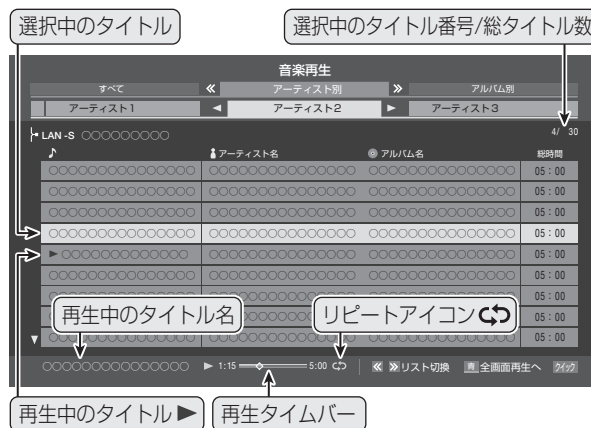 選択中のタイトル
選択中のタイトル番号/総タイトル数
音楽再生
すべて « アーティスト別 » アルバム別
アーティスト1 ◀ アーティスト2 ▶ アーティスト3
LAN -S ○○○○○○○○○ 4/ 30
♪ アーティスト名 アルバム名 総時間
○○○○○○○○○○○○○○○ ○○○○○○○○○○○○○○○ ○○○○○○○○○○○○○○○ 05：00
○○○○○○○○○○○○○○○ ○○○○○○○○○○○○○○○ ○○○○○○○○○○○○○○○ 05：00
○○○○○○○○○○○○○○○ ○○○○○○○○○○○○○○○ ○○○○○○○○○○○○○○○ 05：00
○○○○○○○○○○○○○○○ ○○○○○○○○○○○○○○○ ○○○○○○○○○○○○○○○ 05：00
▶○○○○○○○○○○○○○ ○○○○○○○○○○○○○○○ ○○○○○○○○○○○○○○○ 05：00
○○○○○○○○○○○○○○○ ○○○○○○○○○○○○○○○ ○○○○○○○○○○○○○○○ 05：00
05：00
05：00
05：00
再生中のタイトル名
リピートアイコン
○○○○○○○○○○○○○○○ ▶ 1:15 5:00 « »リスト切換 青 全画面再生へ クイック
再生中のタイトル▶
再生タイムバー